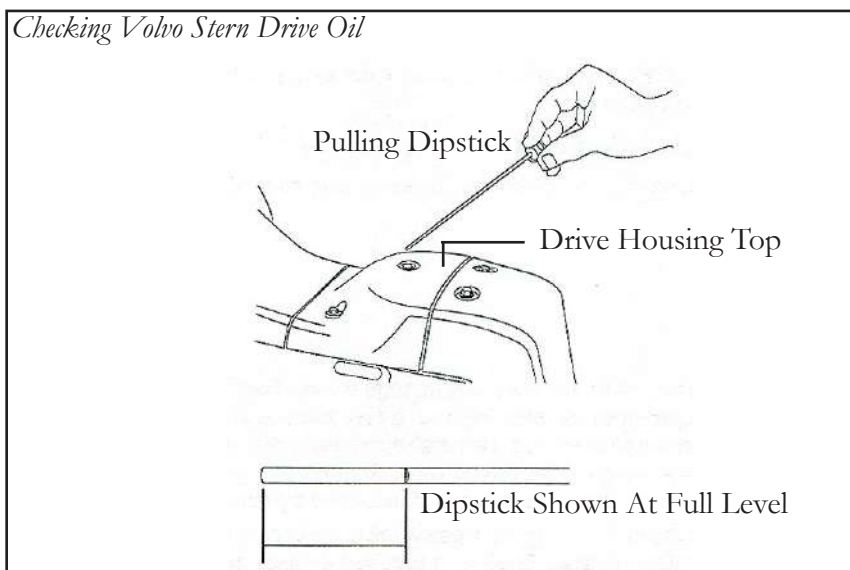 Checking Volvo Stern Drive Oil
Pulling Dipstick
Drive Housing Top
Dipstick Shown At Full Level